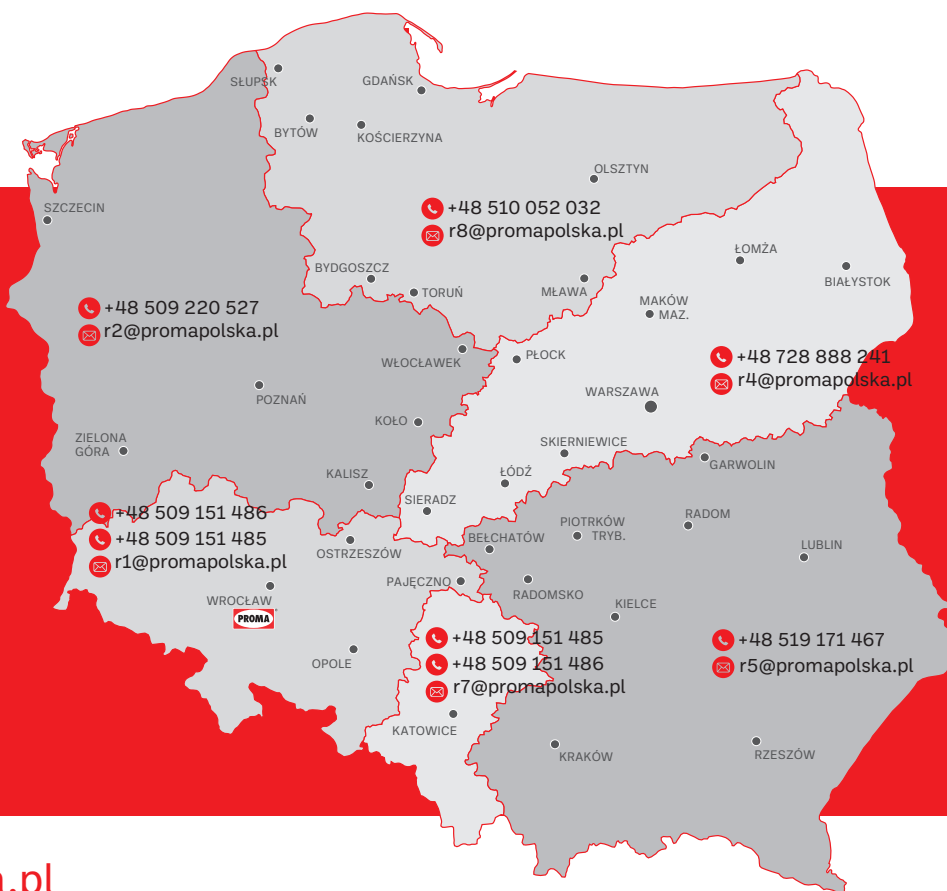 SŁUPSK
GDAŃSK
BYTÓW
KOŚCIERZYNA
OLSZTYN
SZCZECIN
+48 510 052 032
r8@promapolska.pl
ŁOMŻA
BIAŁYSTOK
BYDGOSZCZ
TORUŃ
MŁAWA
MAKÓW
MAZ.
+48 509 220 527
r2@promapolska.pl
WŁOCŁAWEK
PŁOCK
+48 728 888 241
r4@promapolska.pl
POZNAŃ
WARSZAWA
KOŁO
ZIELONA
GÓRA
SKIERNIEWICE
GARWOLIN
KALISZ
ŁÓDŹ
SIERADZ
+48 509 151 486
+48 509 151 485
r1@promapolska.pl
OSTRZESZÓW
BEŁCHATÓW
PIOTRKÓW
TRYB.
RADOM
LUBLIN
PAJĘCZNO
RADOMSKO
WROCŁAW
PROMA
KIELCE
OPOLE
+48 509 151 485
+48 509 151 486
r7@promapolska.pl
+48 519 171 467
r5@promapolska.pl
KATOWICE
KRAKÓW
RZESZÓW
.pl